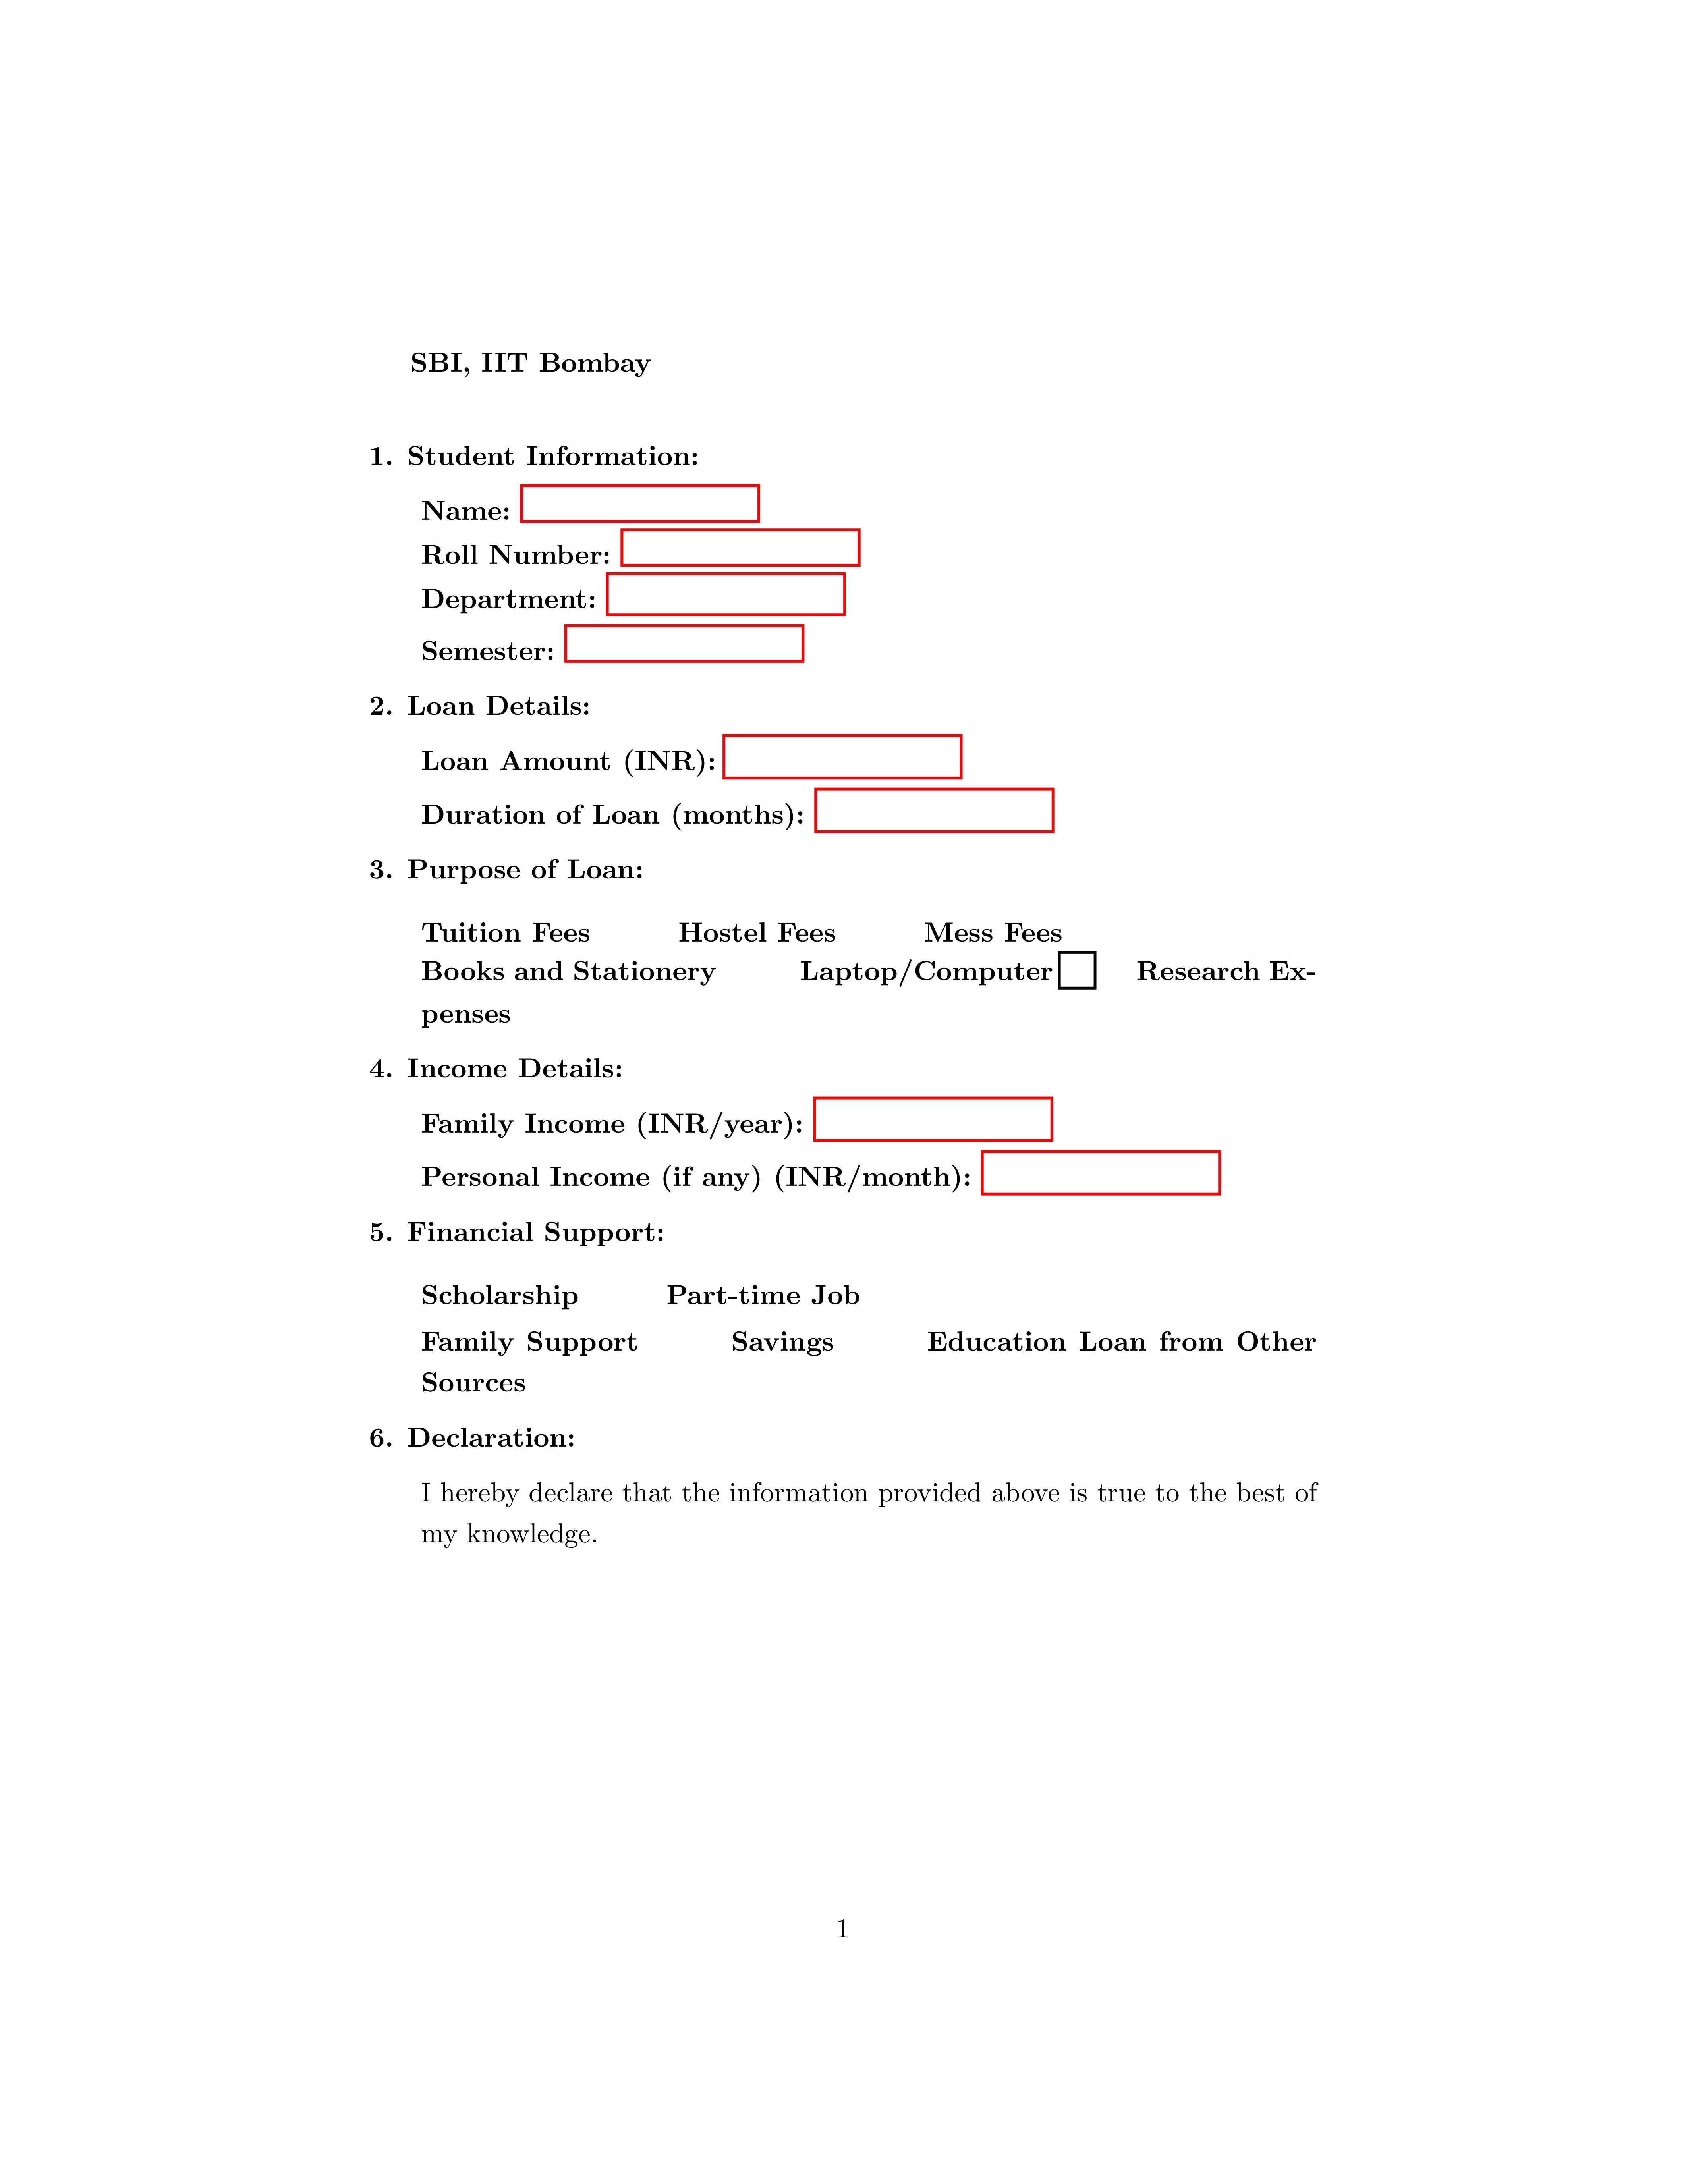 SBI, IIT Bombay
1. Student Information:
Name:
Roll Number:
Department:
Semester:
2. Loan Details:
Loan Amount (INR):
Duration of Loan (months):
3. Purpose of Loan:
Tuition Fees Hostel Fees Mess Fees
Books and Stationery Laptop/Computer Research Ex-
penses
4. Income Details:
Family Income (INR/year):
Personal Income (if any) (INR/month):
5. Financial Support:
Scholarship Part-time Job
Family Support Savings Education Loan from Other
Sources
6. Declaration:
I hereby declare that the information provided above is true to the best of
my knowledge.
1